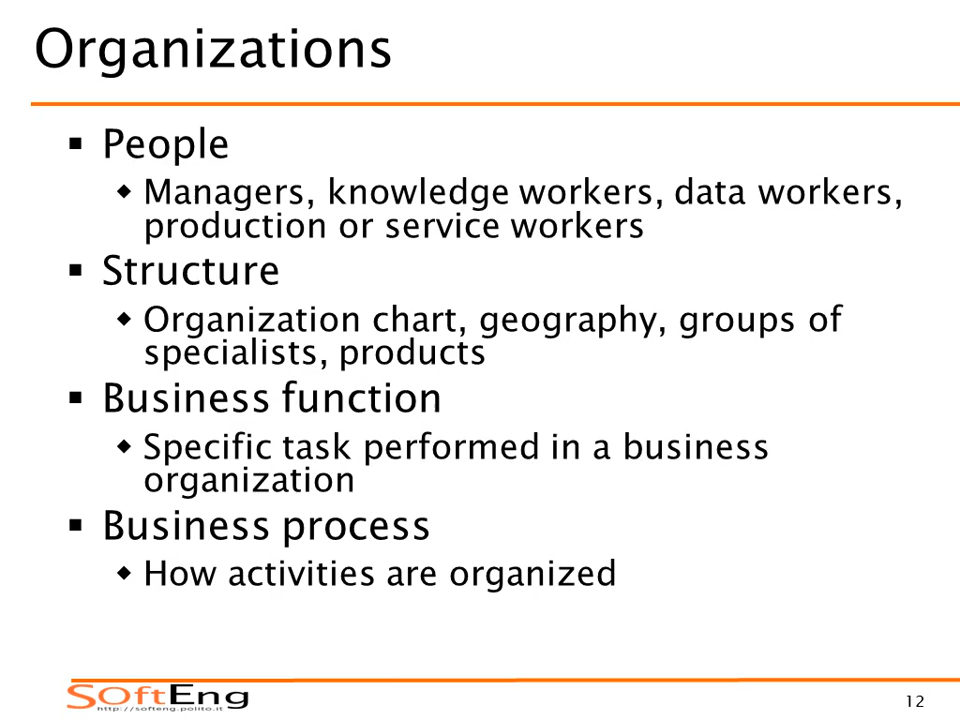 Organizations
▪ People
◆ Managers, knowledge workers, data workers,
production or service workers
▪ Structure
◆ Organization chart, geography, groups of
specialists, products
▪ Business function
◆ Specific task performed in a business
organization
▪ Business process
◆ How activities are organized
SoftEng
http://softeng.polito.it
12